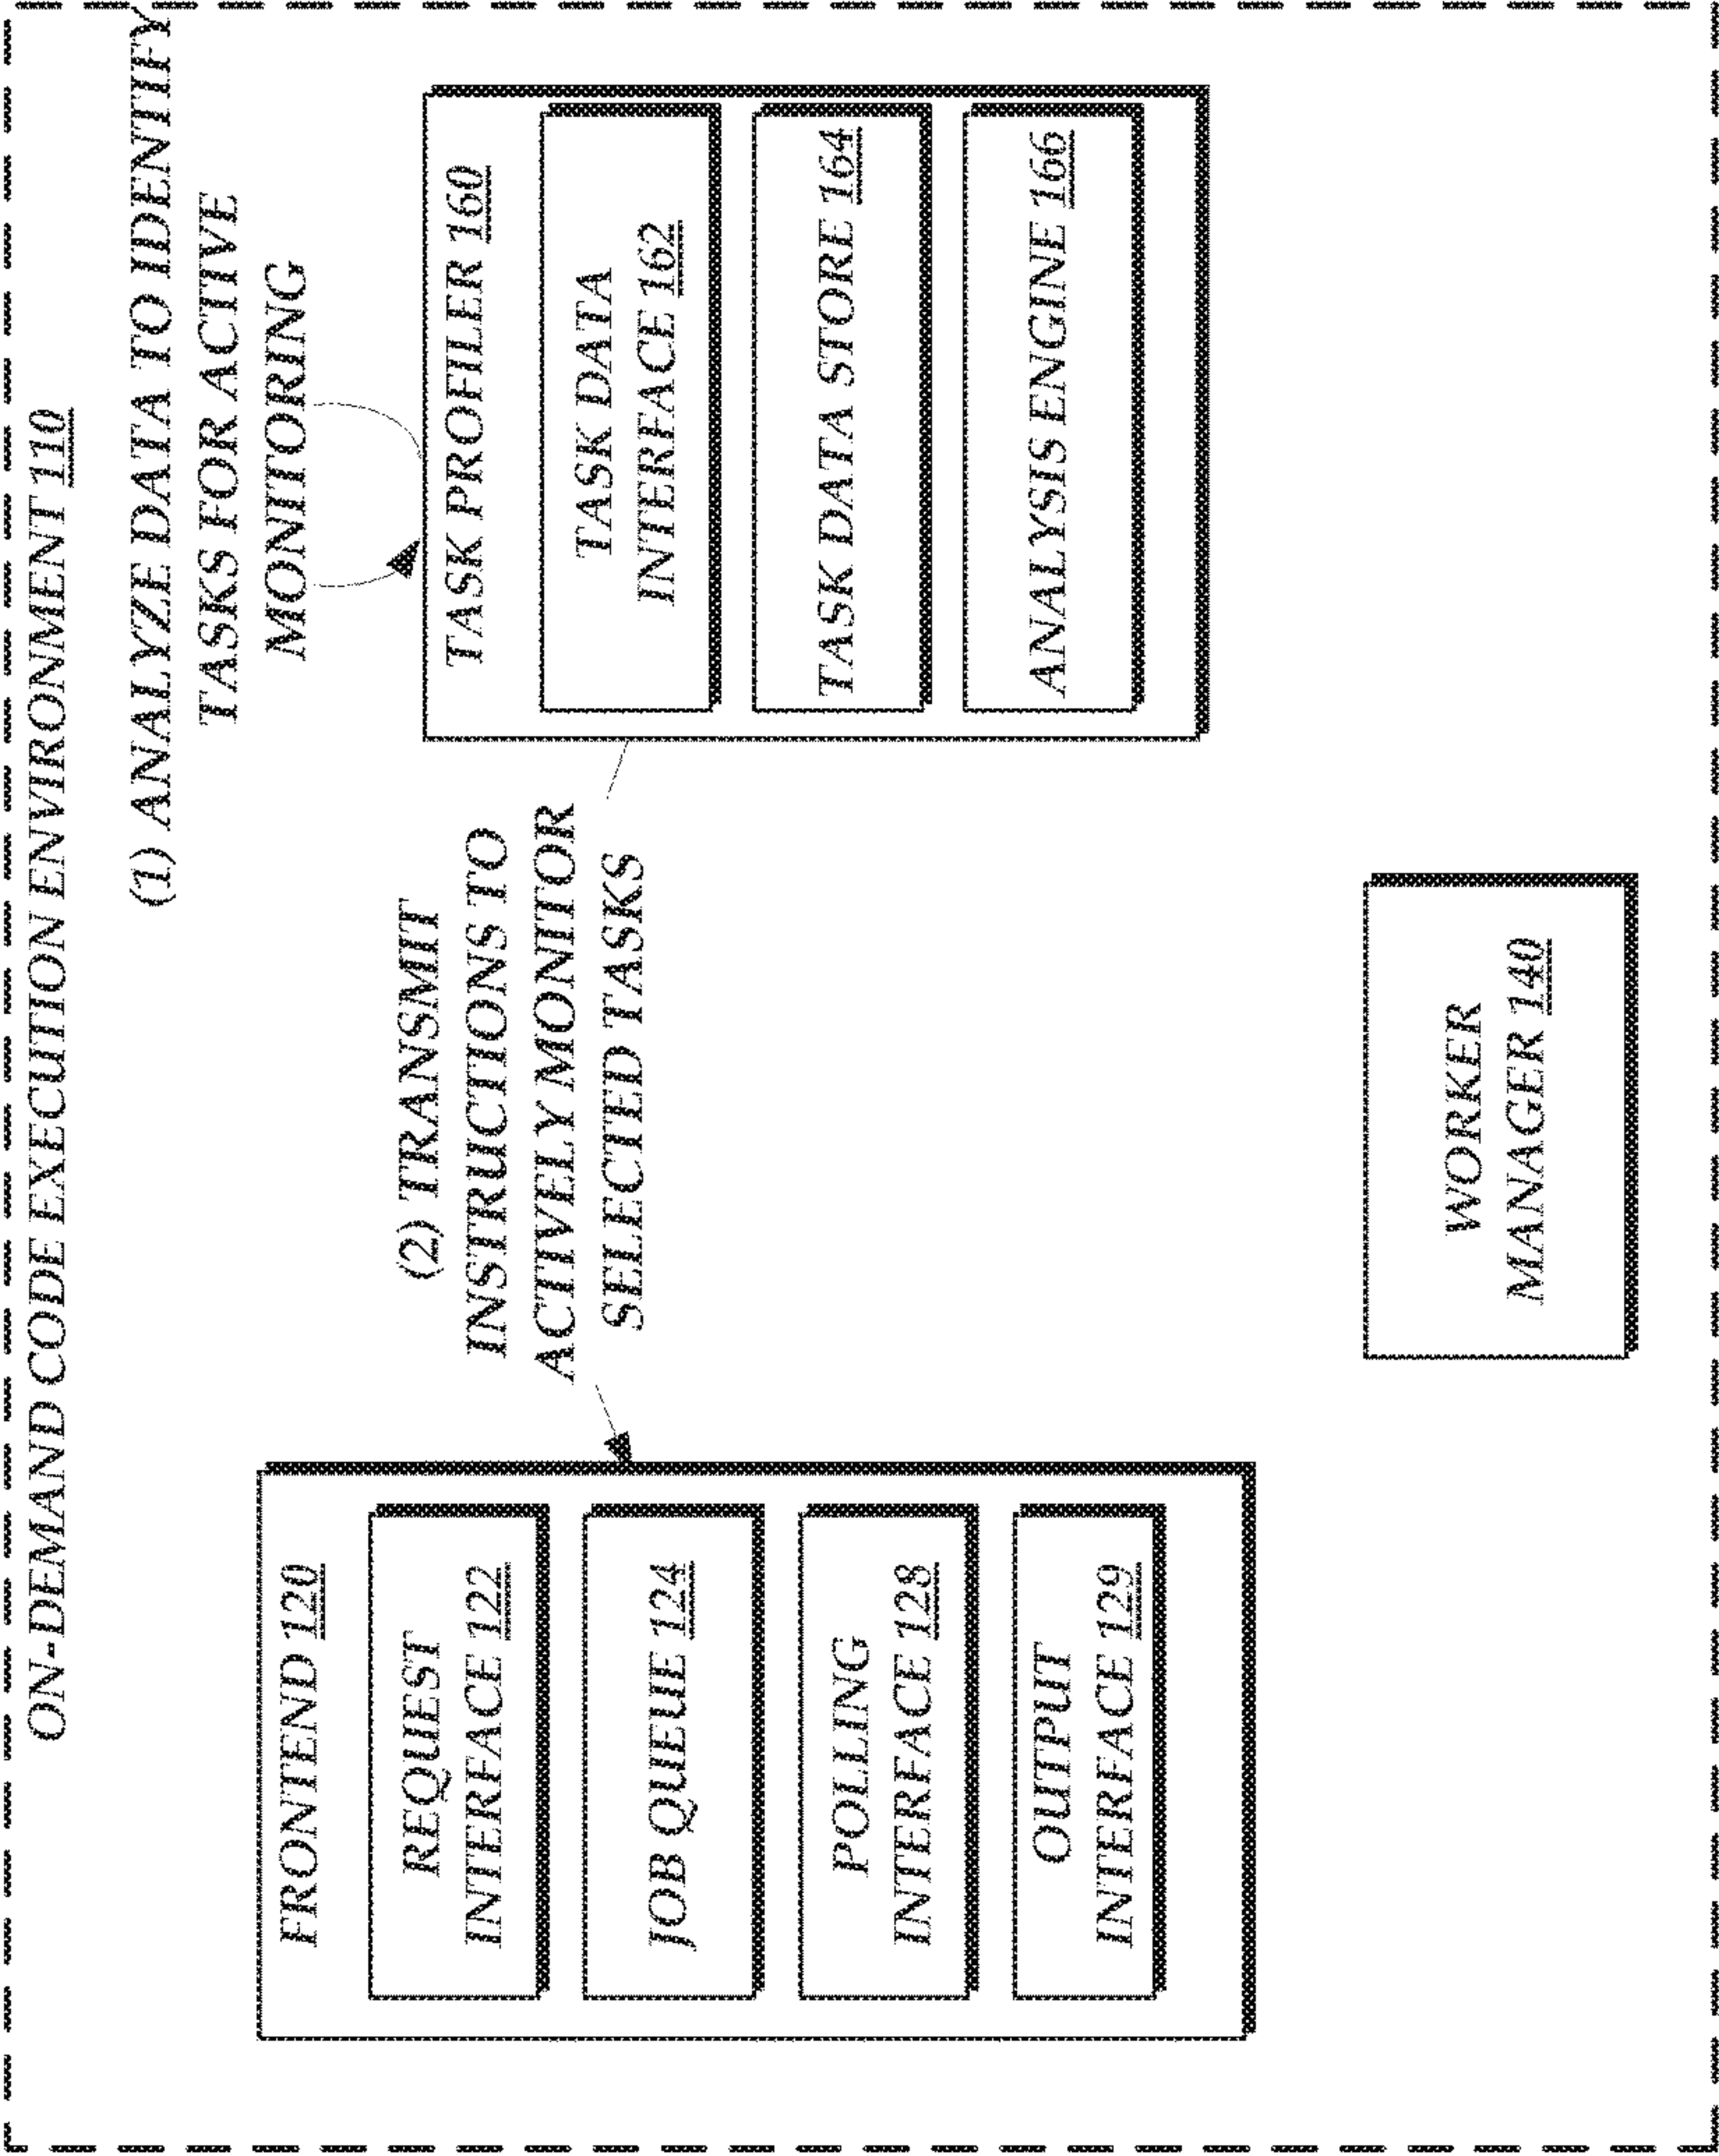 ON-DEMAND CODE EXECUTION ENVIRONMENT 110
(1) ANALYZE DATA TO IDENTIFY
TASKS FOR ACTIVE
MONITORING
(2) TRANSMIT
INSTRUCTIONS TO
ACTIVELY MONITOR
SELECTED TASKS
FRONTEND 120
REQUEST
INTERFACE 122
JOB QUEUE 124
POLLING
INTERFACE 128
OUTPUT
INTERFACE 129
TASK PROFILER 160
TASK DATA
INTERFACE 162
TASK DATA STORE 164
ANALYSIS ENGINE 166
WORKER
MANAGER 140